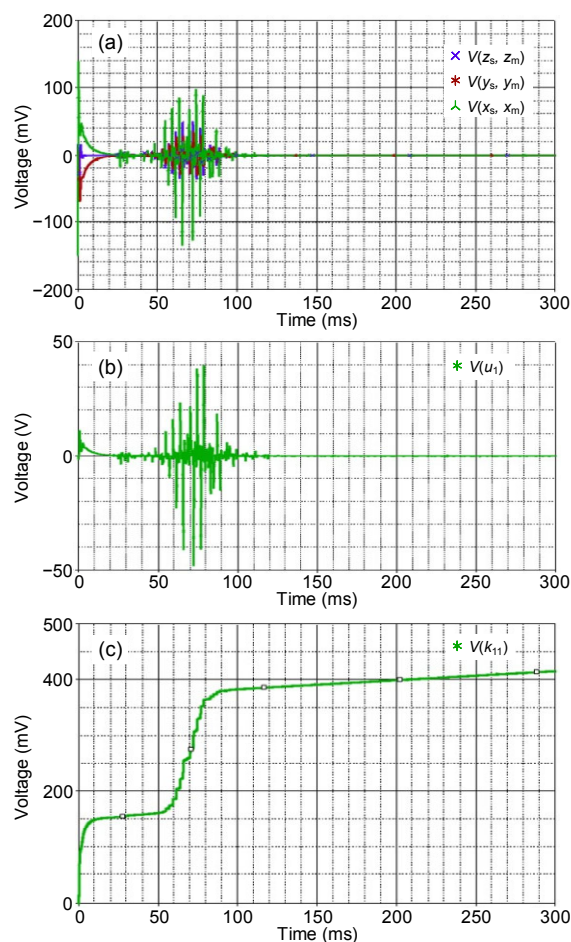 200
(a)
V(zs, zm)
V(ys, ym)
V(xs, xm)
100
0
−100
−200
Voltage (mV)
0 50 100 150 200 250 300
Time (ms)
50
(b)
V(u1)
0
−50
Voltage (V)
0 50 100 150 200 250 300
Time (ms)
500
(c)
V(k11)
400
200
0
Voltage (mV)
0 50 100 150 200 250 300
Time (ms)